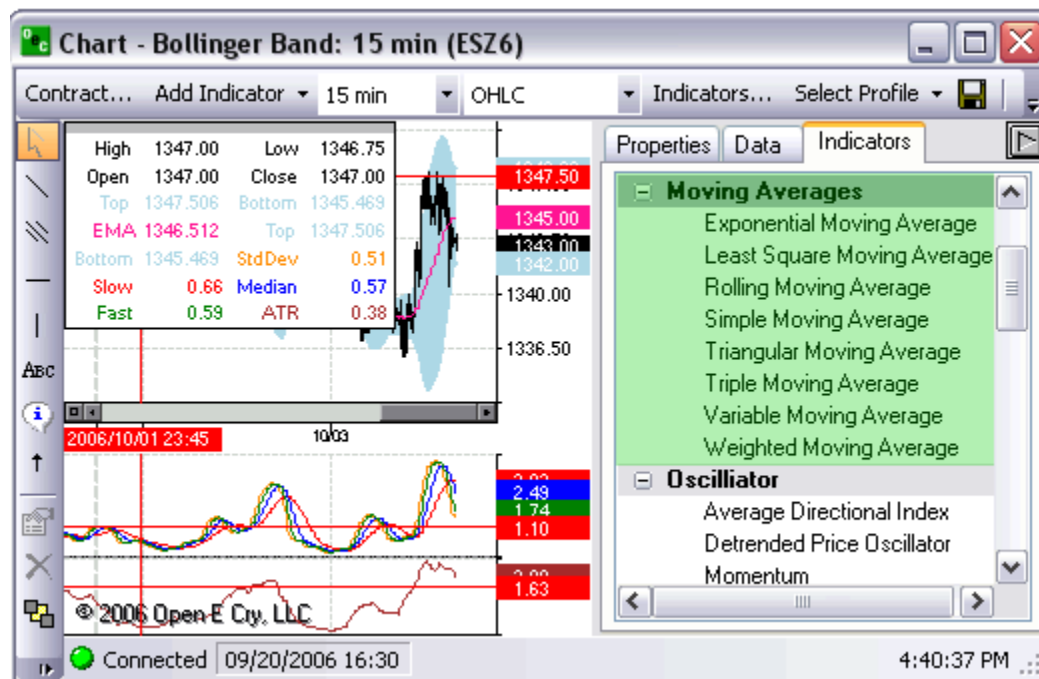 oec Chart - Bollinger Band: 15 min (ESZ6)
Contract... Add Indicator 15 min OHLC Indicators... Select Profile
High 1347.00 Low 1346.75
Open 1347.00 Close 1347.00
Top 1347.506 Bottom 1345.469
EMA 1346.512 Top 1347.506
Bottom 1345.469 StdDev 0.51
Slow 0.66 Median 0.57
Fast 0.59 ATR 0.38
1347.50
1345.00
1343.00
1342.00
1340.00
1336.50
ABC
2006/10/01 23:45 10/03
2.49
1.74
1.10
1.63
© 2006 Open E Cry, LLC
Properties Data Indicators
Moving Averages
Exponential Moving Average
Least Square Moving Average
Rolling Moving Average
Simple Moving Average
Triangular Moving Average
Triple Moving Average
Variable Moving Average
Weighted Moving Average
Oscilliator
Average Directional Index
Detrended Price Oscillator
Momentum
Connected 09/20/2006 16:30 4:40:37 PM